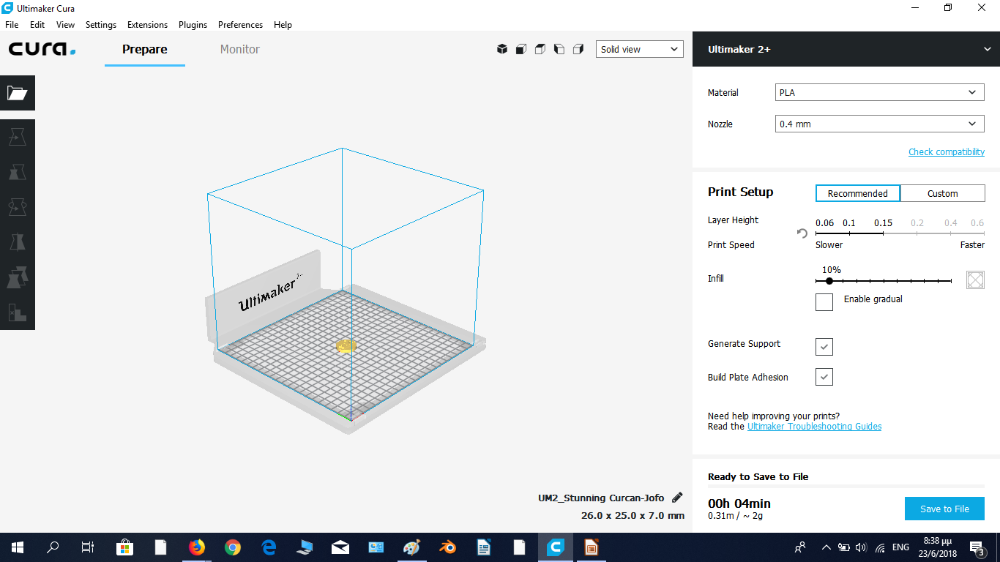 Ultimaker Cura
File Edit View Settings Extensions Plugins Preferences Help
cura.
Prepare
Monitor
Solid view
Ultimaker 2+
Material
PLA
Nozzle
0.4 mm
Check compatibility
Print Setup
Recommended
Custom
Layer Height
0.06 0.1 0.15 0.2 0.4 0.6
Print Speed
Slower
Faster
10%
Infill
Enable gradual
Generate Support
Build Plate Adhesion
Need help improving your prints?
Read the Ultimaker Troubleshooting Guides
Ultimaker 2+
UM2_Stunning Curcan-Jofo
26.0 x 25.0 x 7.0 mm
Ready to Save to File
00h 04min
0.31m / ~ 2g
Save to File
ENG
8:38 μμ
23/6/2018
3